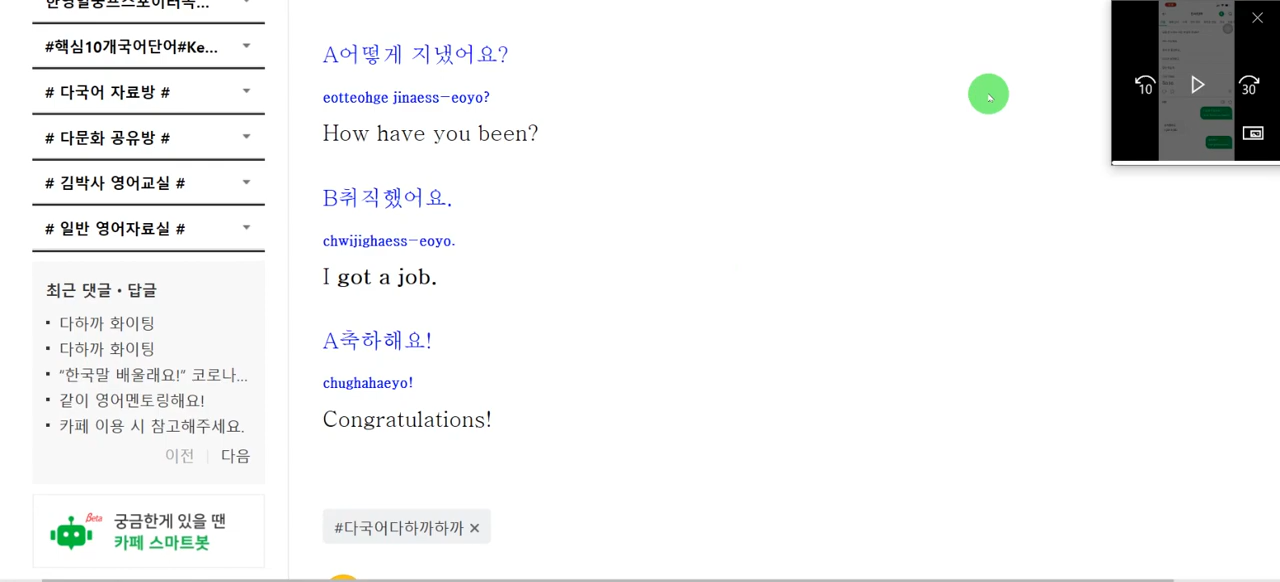 #핵심10개국어단어#Ke...
# 다국어 자료방 #
# 다문화 공유방 #
# 김박사 영어교실 #
# 일반 영어자료실 #
최근 댓글・답글
다하까 화이팅
다하까 화이팅
“한국말 배울래요!” 코로나...
같이 영어멘토링해요!
카페 이용 시 참고해주세요.
이전 | 다음
Beta
궁금한게 있을 땐
카페 스마트봇
A어떻게 지냈어요?
eotteohge jinaess-eoyo?
How have you been?
B취직했어요.
chwijighaess-eoyo.
I got a job.
A축하해요!
chughahaeyo!
Congratulations!
#다국어다하까하까 ×
10
30